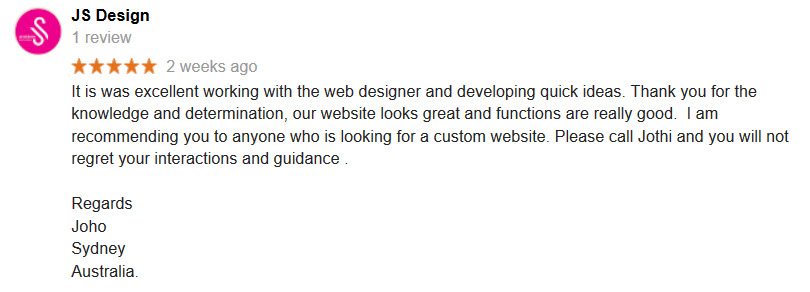 JS Design
1 review
2 weeks ago
It is was excellent working with the web designer and developing quick ideas. Thank you for the
knowledge and determination, our website looks great and functions are really good.  I am
recommending you to anyone who is looking for a custom website. Please call Jothi and you will not
regret your interactions and guidance .
Regards
Joho
Sydney
Australia.